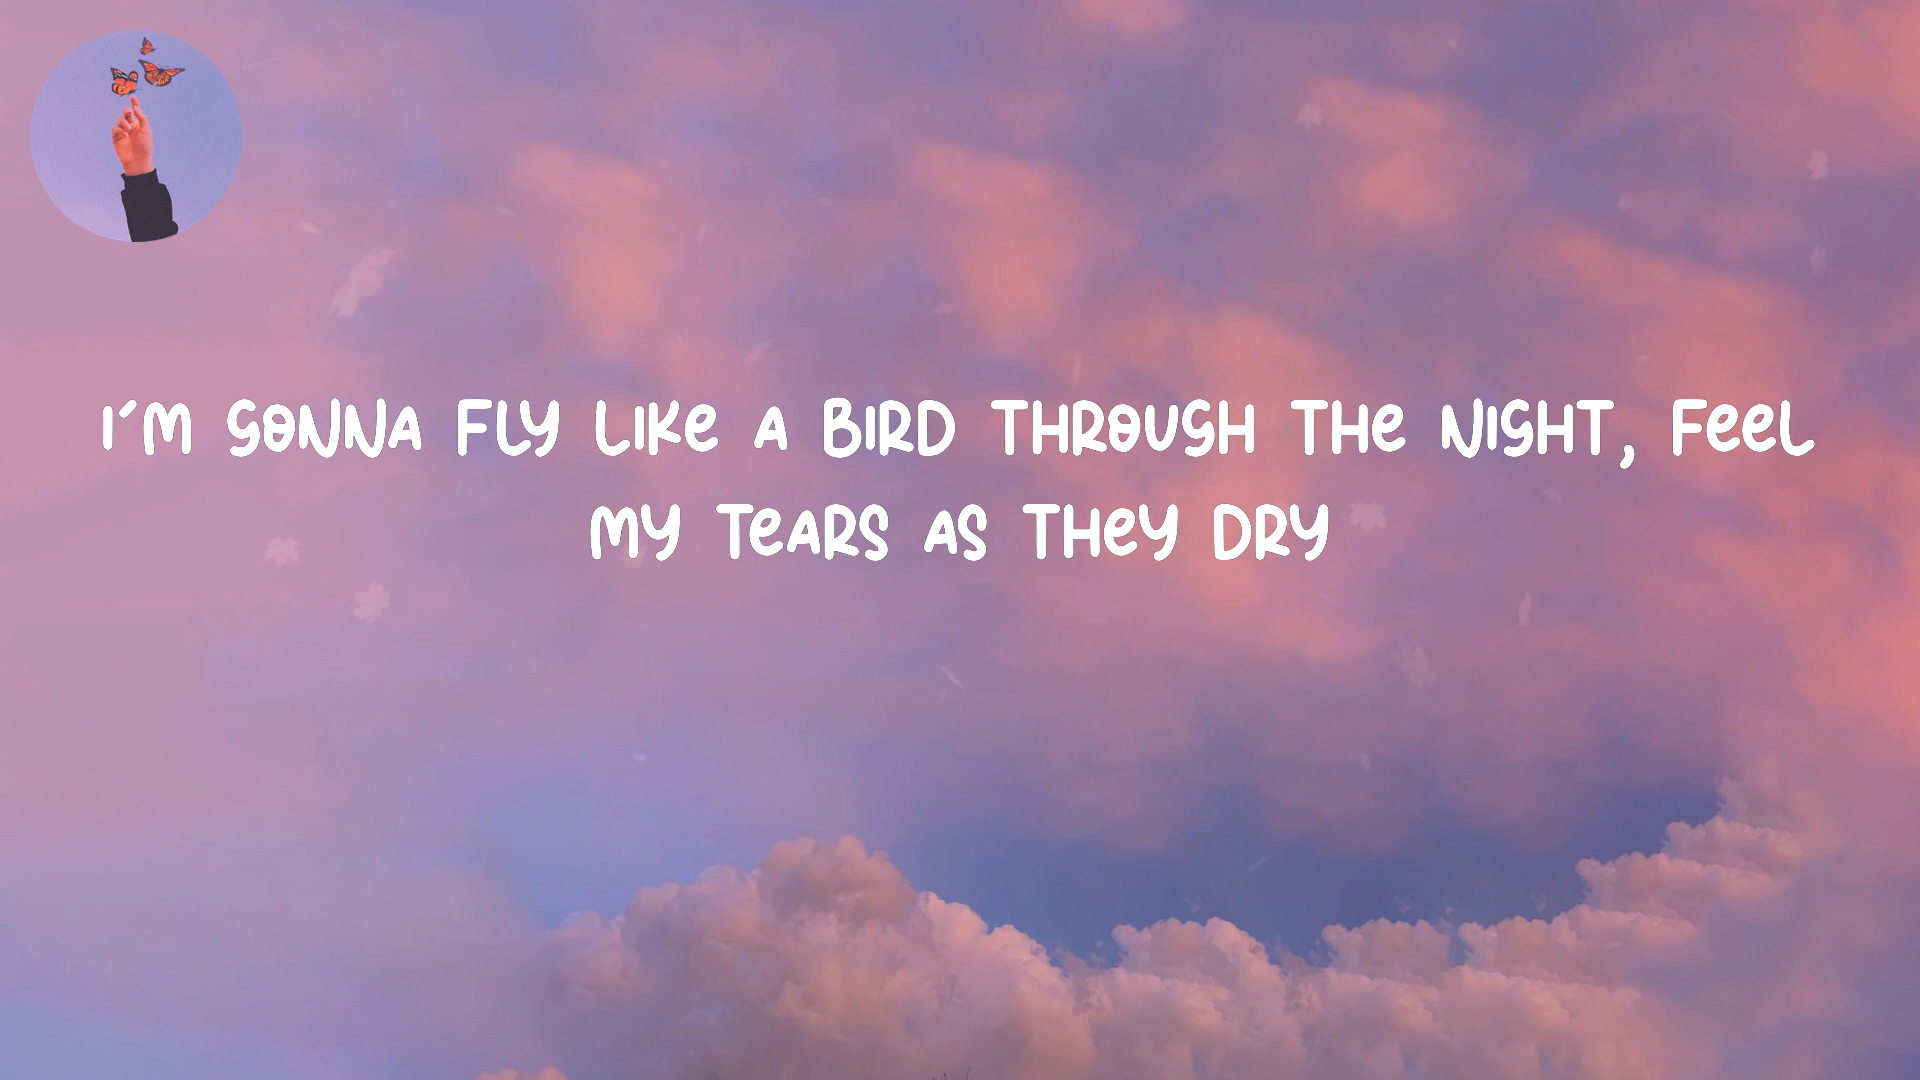 I'M GONNA FLY LIKE A BIRD THROUGH THE NIGHT, FEEL
MY TEARS AS THEY DRY